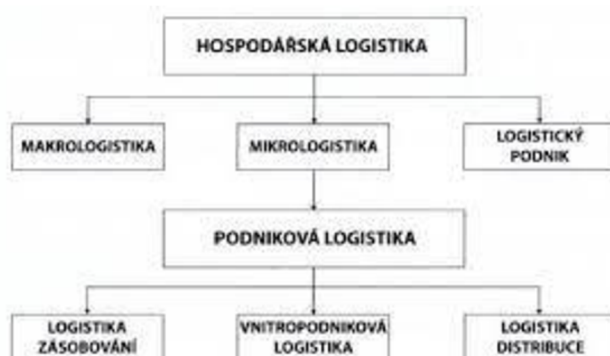 HOSPODÁŘSKÁ LOGISTIKA
MAKROLOGISTIKA
MIKROLOGISTIKA
LOGISTICKÝ
PODNIK
PODNIKOVÁ LOGISTIKA
LOGISTIKA
ZÁSOBOVÁNÍ
VNITROPODNIKOVÁ
LOGISTIKA
LOGISTIKA
DISTRIBUCE